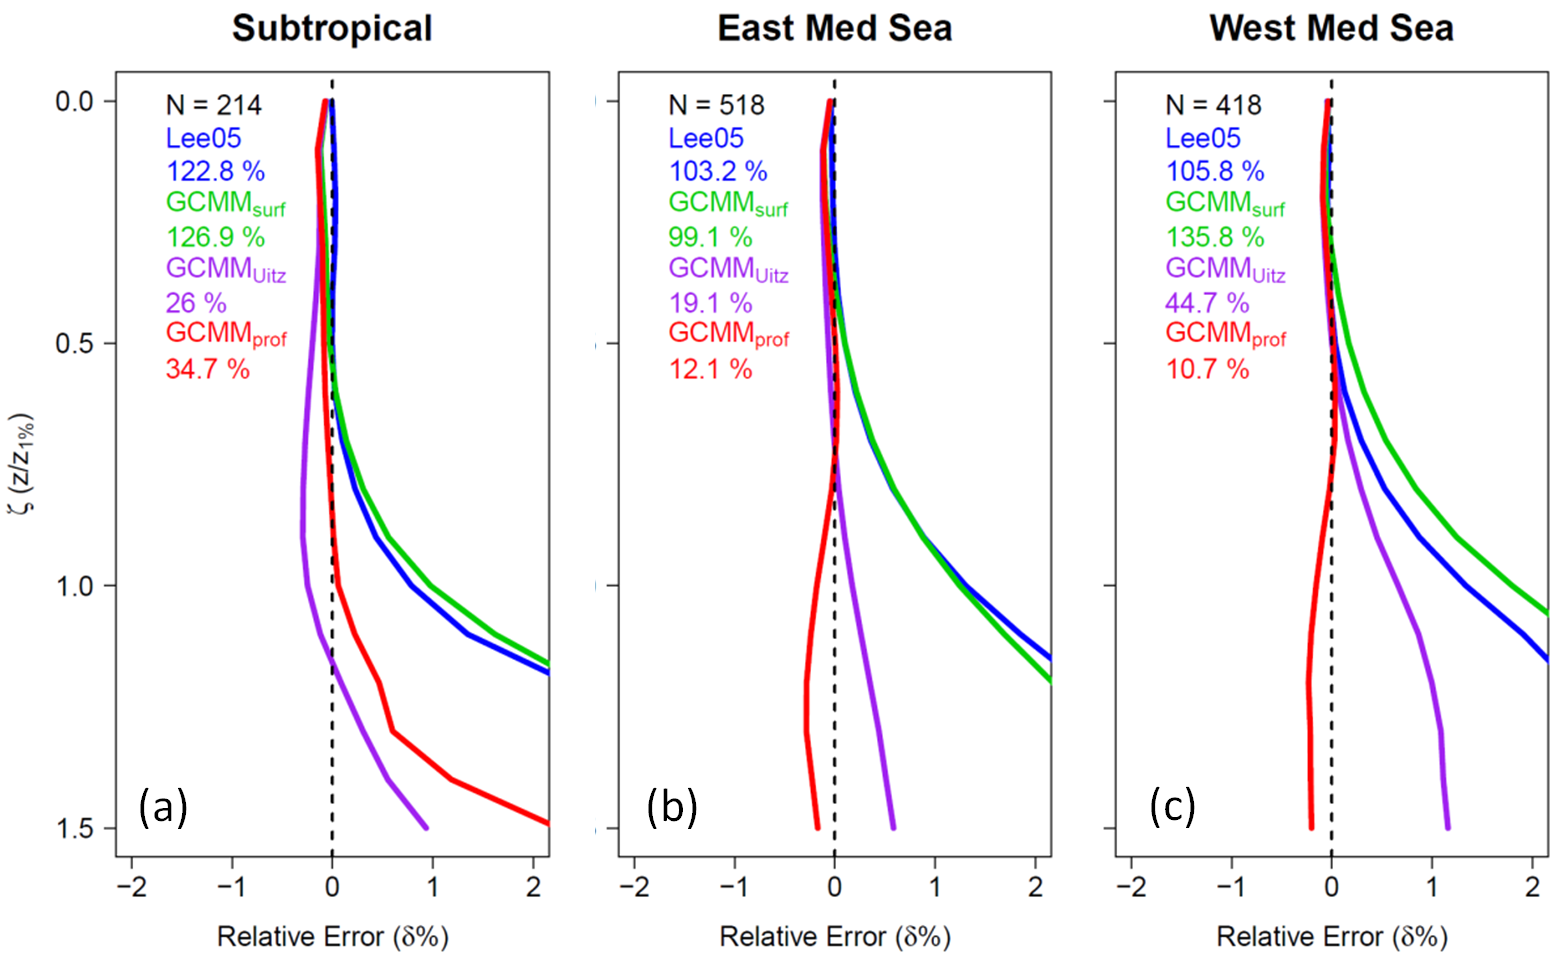 Subtropical
East Med Sea
West Med Sea
ζ (z/z1%)
0.0
0.5
1.0
1.5
N = 214
Lee05
122.8 %
GCMMsurf
126.9 %
GCMMUitz
26 %
GCMMprof
34.7 %
(a)
−2 −1 0 1 2
Relative Error (δ%)
N = 518
Lee05
103.2 %
GCMMsurf
99.1 %
GCMMUitz
19.1 %
GCMMprof
12.1 %
(b)
−2 −1 0 1 2
Relative Error (δ%)
N = 418
Lee05
105.8 %
GCMMsurf
135.8 %
GCMMUitz
44.7 %
GCMMprof
10.7 %
(c)
−2 −1 0 1 2
Relative Error (δ%)